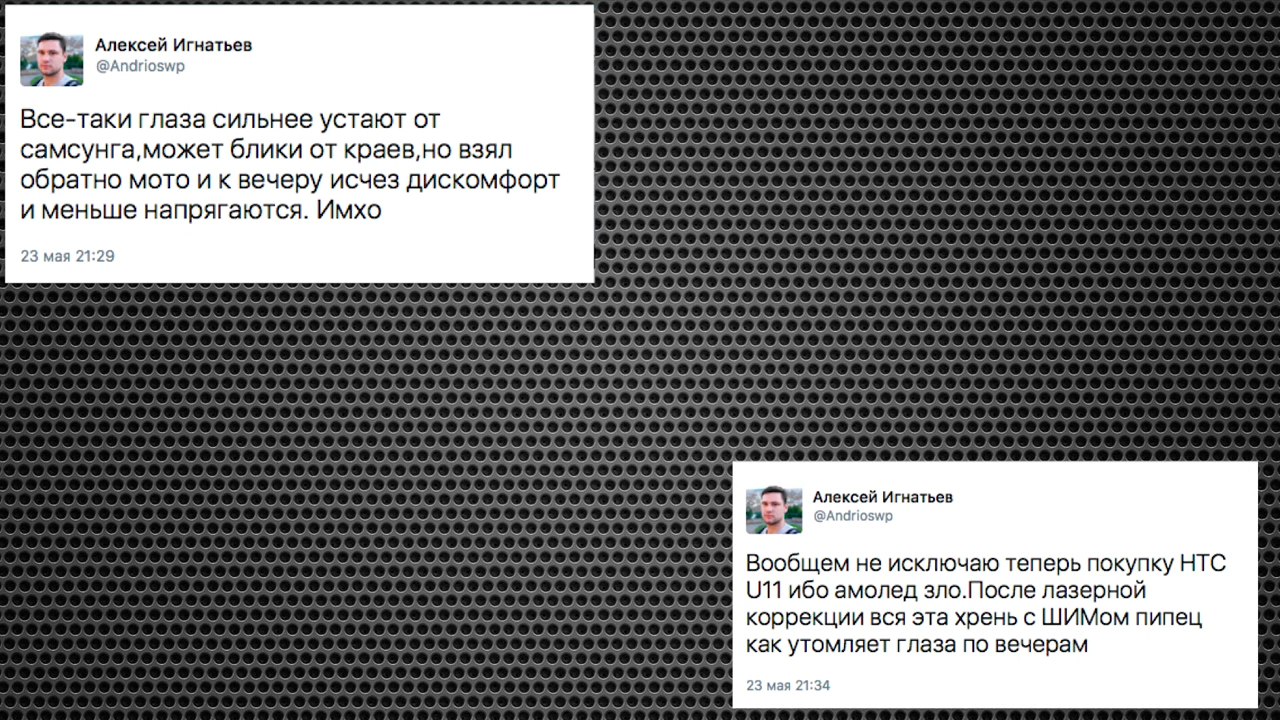 Алексей Игнатьев
@Andrioswp
Все-таки глаза сильнее устают от
самсунга,может блики от краев,но взял
обратно мото и к вечеру исчез дискомфорт
и меньше напрягаются. Имхо
23 мая 21:29
Алексей Игнатьев
@Andrioswp
Вообщем не исключаю теперь покупку HTC
U11 ибо амолед зло.После лазерной
коррекции вся эта хрень с ШИМом пипец
как утомляет глаза по вечерам
23 мая 21:34